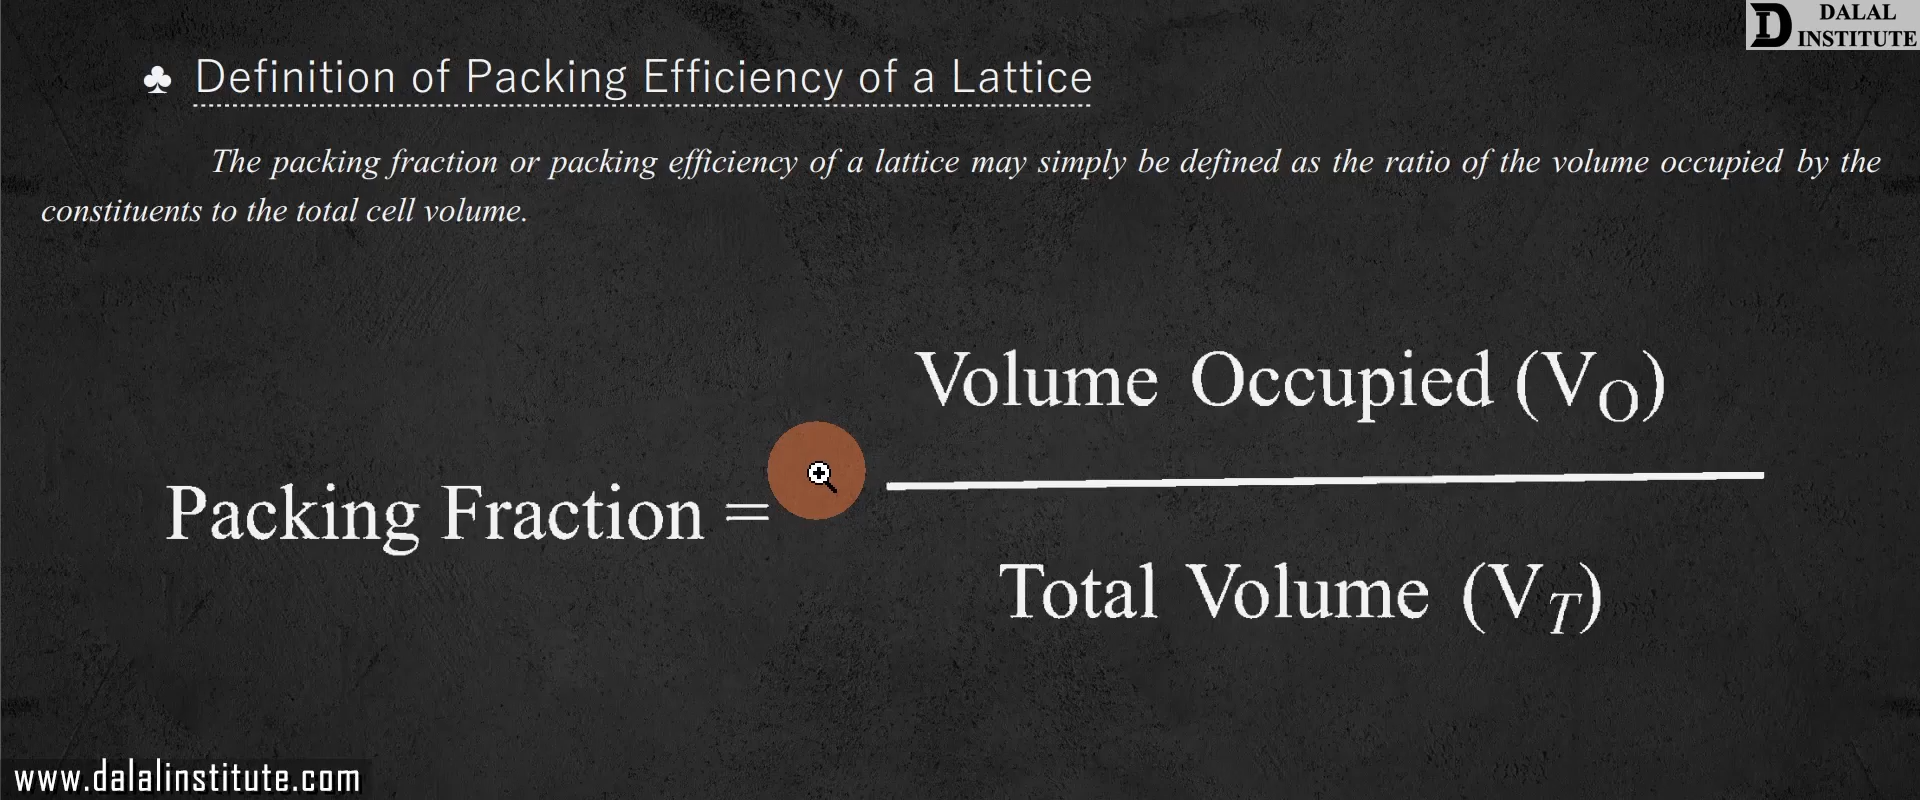 DALAL
INSTITUTE
♣ Definition of Packing Efficiency of a Lattice
The packing fraction or packing efficiency of a lattice may simply be defined as the ratio of the volume occupied by the
constituents to the total cell volume.
Volume Occupied (VO)
Packing Fraction =
Total Volume (VT)
www.dalalinstitute.com